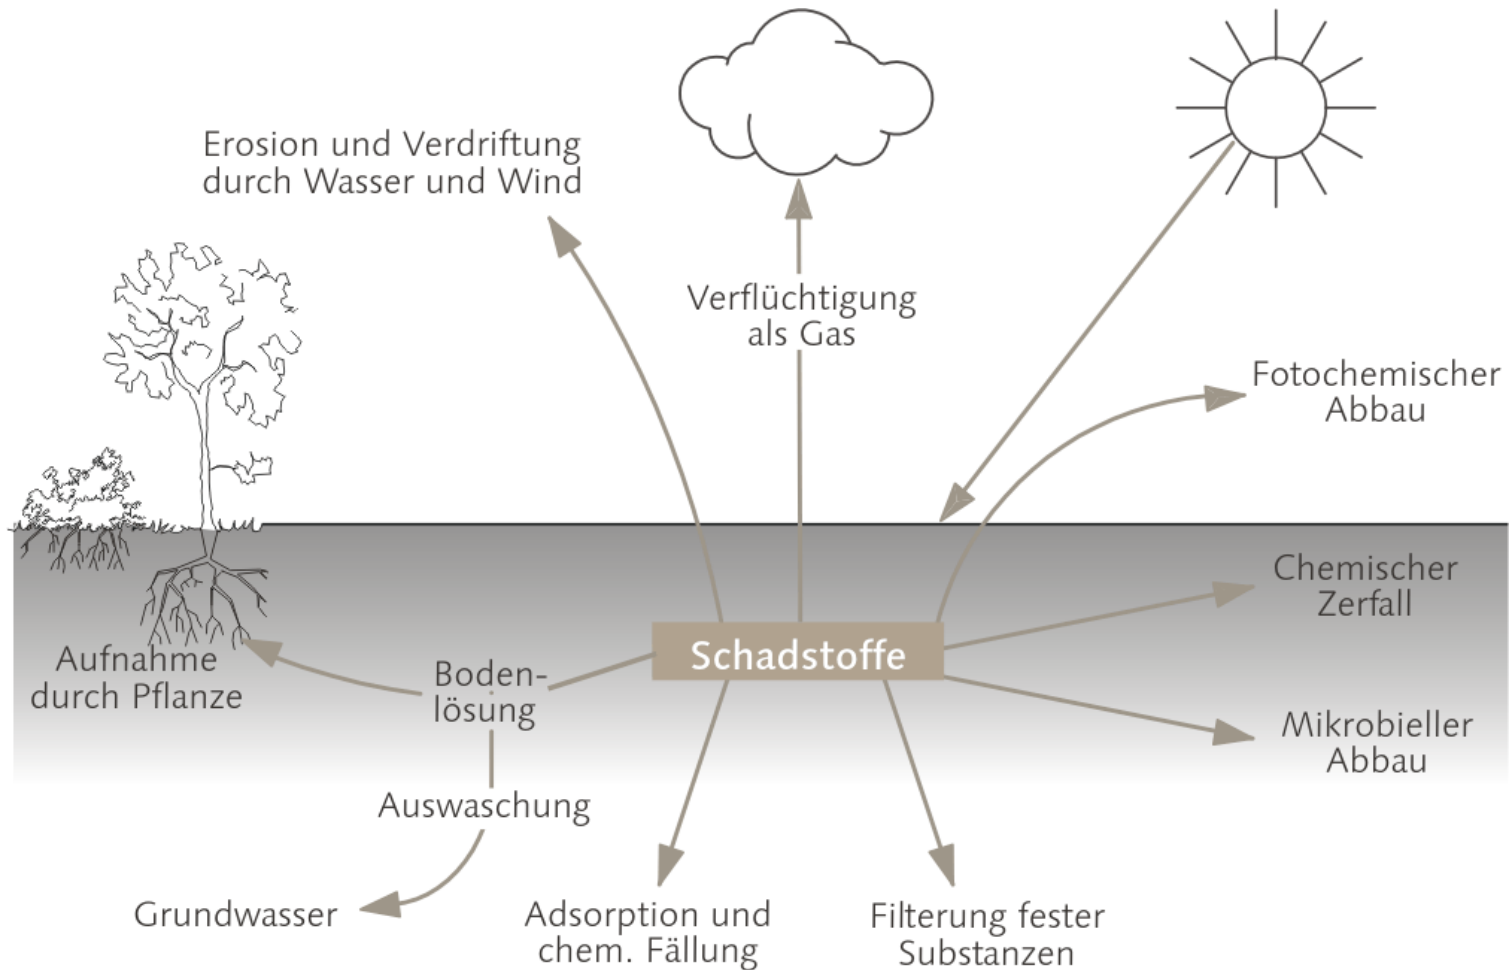 Erosion und Verdriftung
durch Wasser und Wind
Verflüchtigung
als Gas
Fotochemischer
Abbau
Chemischer
Zerfall
Schadstoffe
Aufnahme
durch Pflanze
Boden-
lösung
Mikrobieller
Abbau
Auswaschung
Grundwasser
Adsorption und
chem. Fällung
Filterung fester
Substanzen